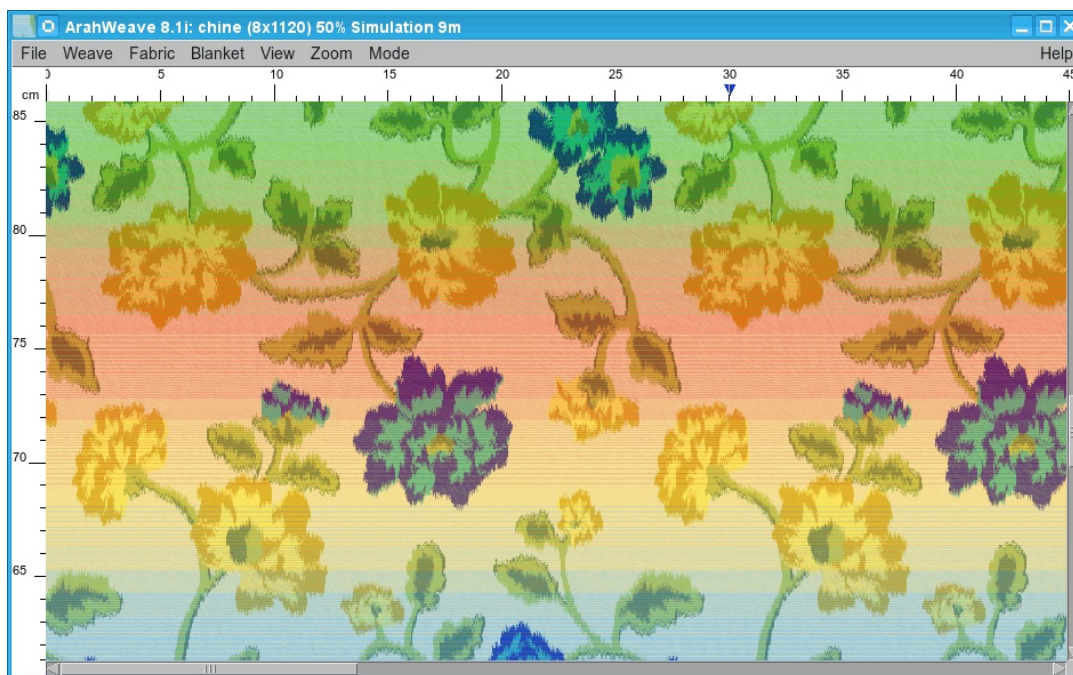 ArahWeave 8.1i: chine (8x1120) 50% Simulation 9m
File Weave Fabric Blanket View Zoom Mode Help
0 5 10 15 20 25 30 35 40 45
cm
85
80
75
70
65